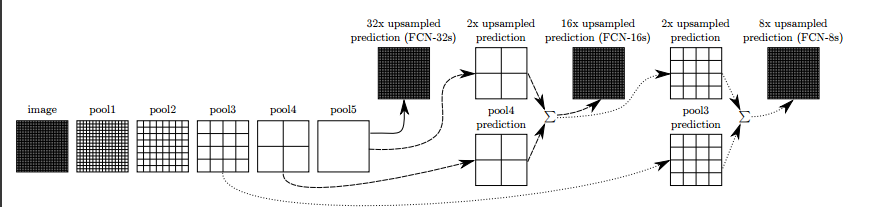 32x upsampled
prediction (FCN-32s)
2x upsampled
prediction
16x upsampled
prediction (FCN-16s)
2x upsampled
prediction
8x upsampled
prediction (FCN-8s)
image
pool1
pool2
pool3
pool4
pool5
pool4
prediction
∑
pool3
prediction
∑